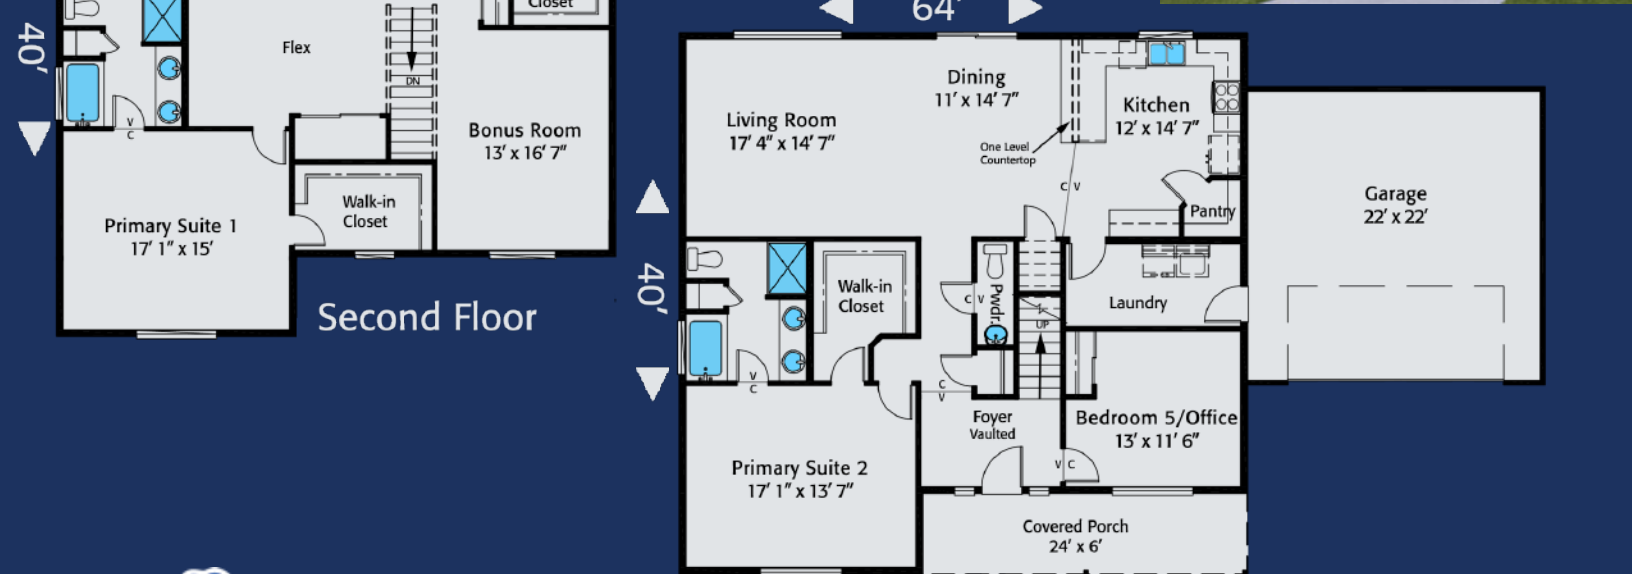 Closet
40′
Flex
DN
V
C
Bonus Room
13′ x 16′ 7″
Walk-in
Closet
Primary Suite 1
17′ 1″ x 15′
Second Floor
64′
Living Room
17′ 4″ x 14′ 7″
Dining
11′ x 14′ 7″
Kitchen
12′ x 14′ 7″
One Level
Countertop
C V
Pantry
Garage
22′ x 22′
40′
Walk-in
Closet
C V
Pwdr.
UP
Laundry
V
C
C
V
Foyer
Vaulted
Bedroom 5/Office
13′ x 11′ 6″
V C
Primary Suite 2
17′ 1″ x 13′ 7″
Covered Porch
24′ x 6′